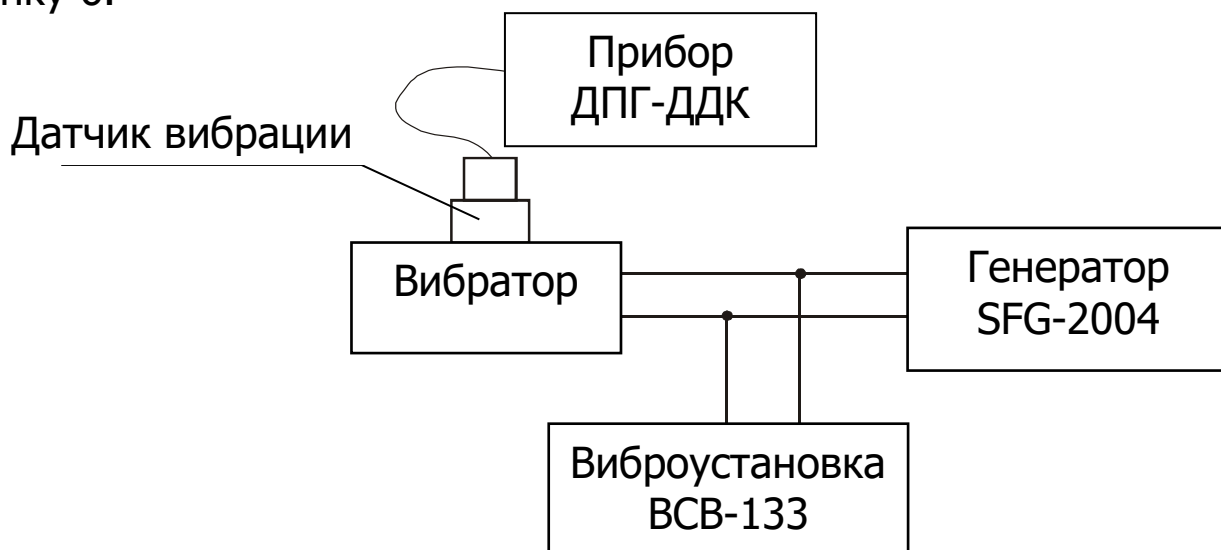 Прибор
ДПГ-ДДК
Датчик вибрации
Вибратор
Генератор
SFG-2004
Виброустановка
ВСВ-133